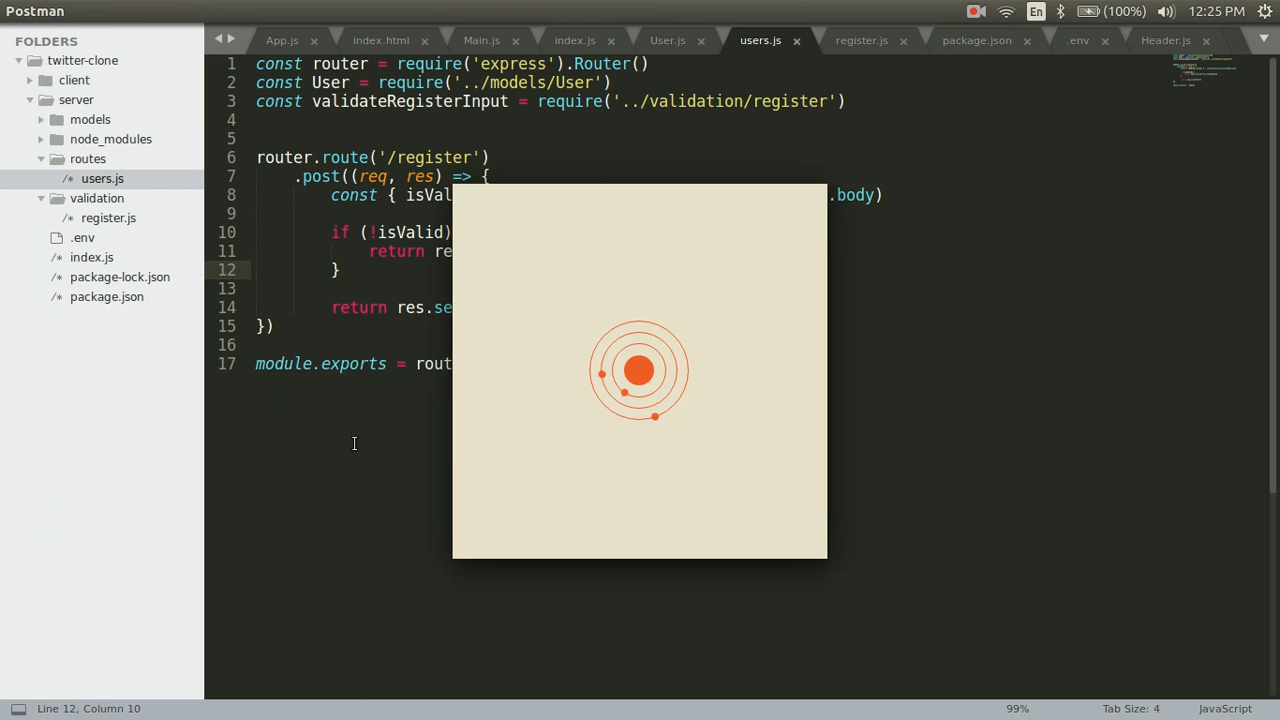 Postman
En
(100%)
12:25 PM
FOLDERS
twitter-clone
client
server
models
node_modules
routes
/* users.js
validation
/* register.js
.env
/* index.js
/* package-lock.json
/* package.json
App.js
index.html
Main.js
index.js
User.js
users.js
register.js
package.json
.env
Header.js
1 const router = require('express').Router()
2 const User = require('../models/User')
3 const validateRegisterInput = require('../validation/register')
4
5
6 router.route('/register')
7 .post((req, res) => {
8 const { isVal .body)
9
10 if (!isValid)
11 return re
12 }
13
14 return res.se
15 })
16
17 module.exports = rout
Line 12, Column 10
99%
Tab Size: 4
JavaScript